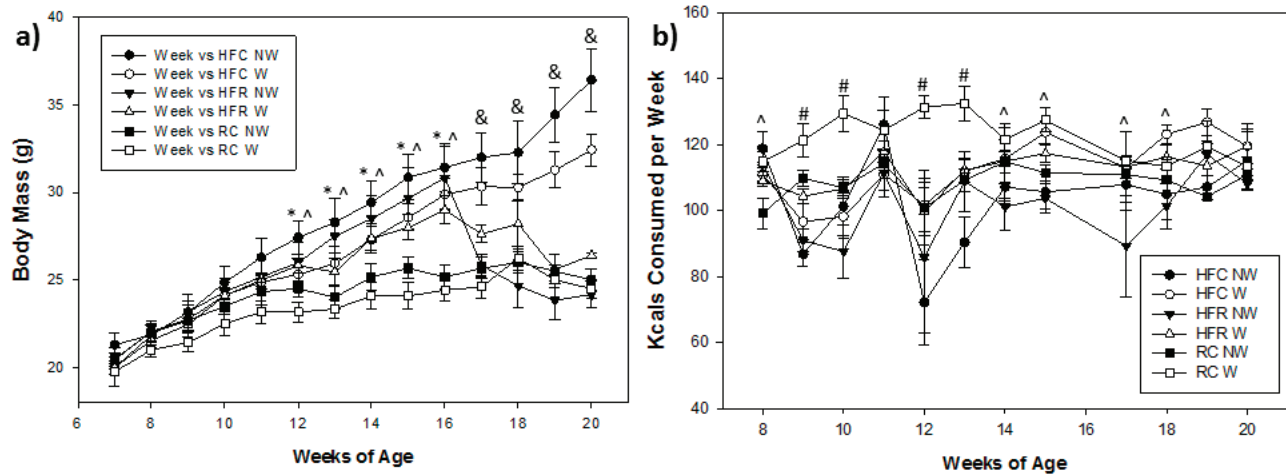 a)
Body Mass (g)
40
35
30
25
20
Week vs HFC NW
Week vs HFC W
Week vs HFR NW
Week vs HFR W
Week vs RC NW
Week vs RC W
* ^
* ^
* ^
* ^
* ^
&
&
&
&
6 8 10 12 14 16 18 20
Weeks of Age
b)
Kcals Consumed per Week
160
140
120
100
80
60
40
^ # # # # ^ ^ ^ ^
HFC NW
HFC W
HFR NW
HFR W
RC NW
RC W
8 10 12 14 16 18 20
Weeks of Age